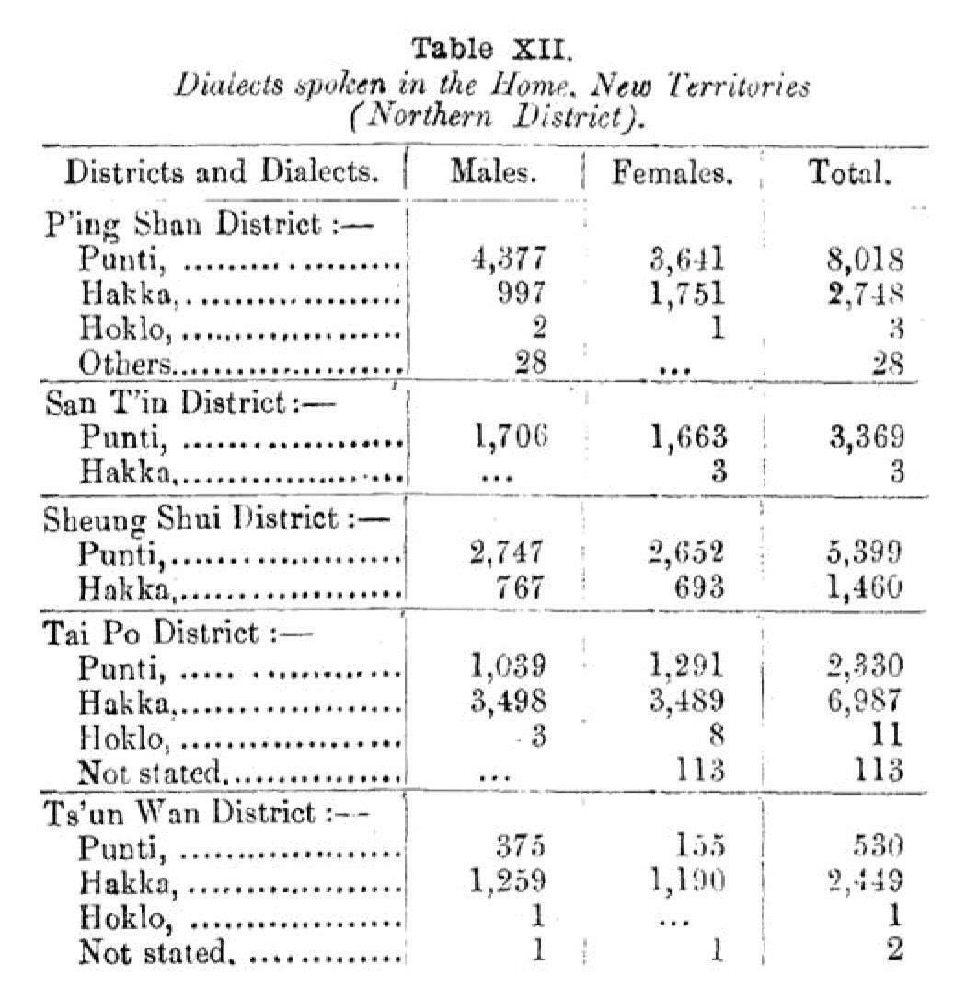 Table XII.
Dialects spoken in the Home. New Territories
(Northern District).
Districts and Dialects. Males. Females. Total.
P'ing Shan District :—
Punti, .................... 4,377 3,641 8,018
Hakka, .................... 997 1,751 2,748
Hoklo, .................... 2 1 3
Others..................... 28 ... 28
San T'in District :—
Punti, .................... 1,706 1,663 3,369
Hakka,.................... ... 3 3
Sheung Shui District :—
Punti,.................... 2,747 2,652 5,399
Hakka,.................... 767 693 1,460
Tai Po District :—
Punti, .................... 1,039 1,291 2,330
Hakka,.................... 3,498 3,489 6,987
Hoklo, .................... 3 8 11
Not stated,............... ... 113 113
Ts'un Wan District :—
Punti, .................... 375 155 530
Hakka, .................... 1,259 1,190 2,449
Hoklo, .................... 1 ... 1
Not stated. .............. 1 1 2